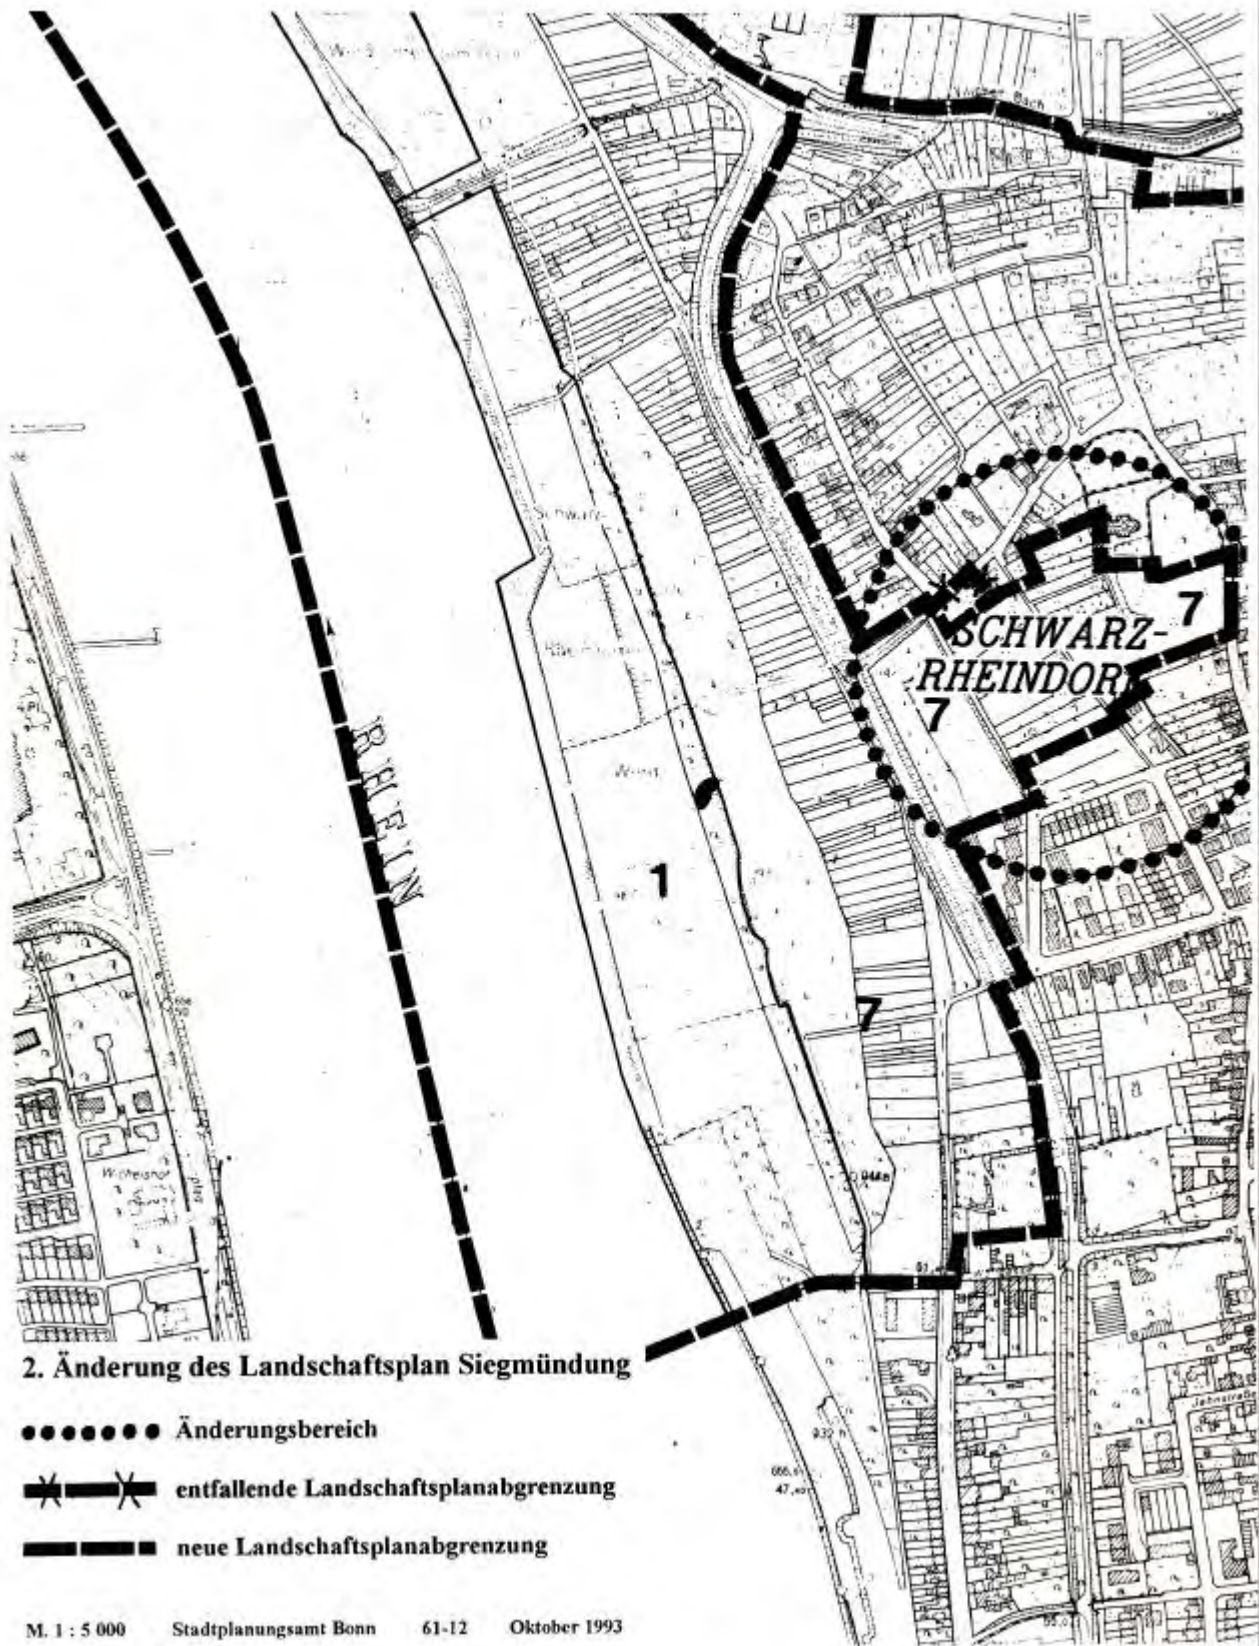 SCHWARZ-
RHEINDORF
7
7
RHEIN
1
7
Jahnstraße
2. Änderung des Landschaftsplan Siegmündung
Änderungsbereich
entfallende Landschaftsplanabgrenzung
neue Landschaftsplanabgrenzung
M. 1 : 5 000 Stadtplanungsamt Bonn 61-12 Oktober 1993